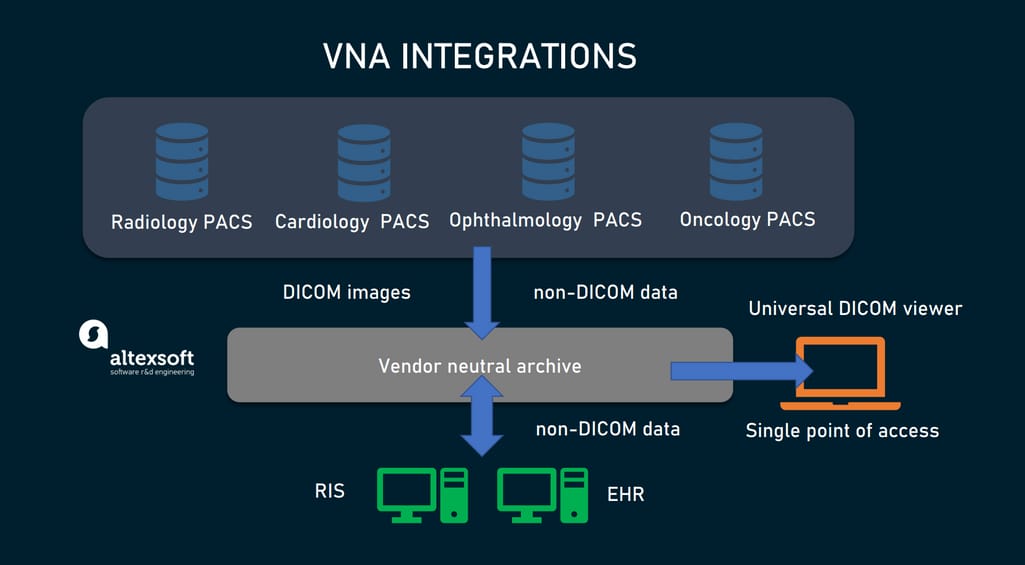 VNA INTEGRATIONS
Radiology PACS
Cardiology PACS
Ophthalmology PACS
Oncology PACS
DICOM images
non-DICOM data
Universal DICOM viewer
altexsoft
software r&d engineering
Vendor neutral archive
non-DICOM data
Single point of access
RIS
EHR